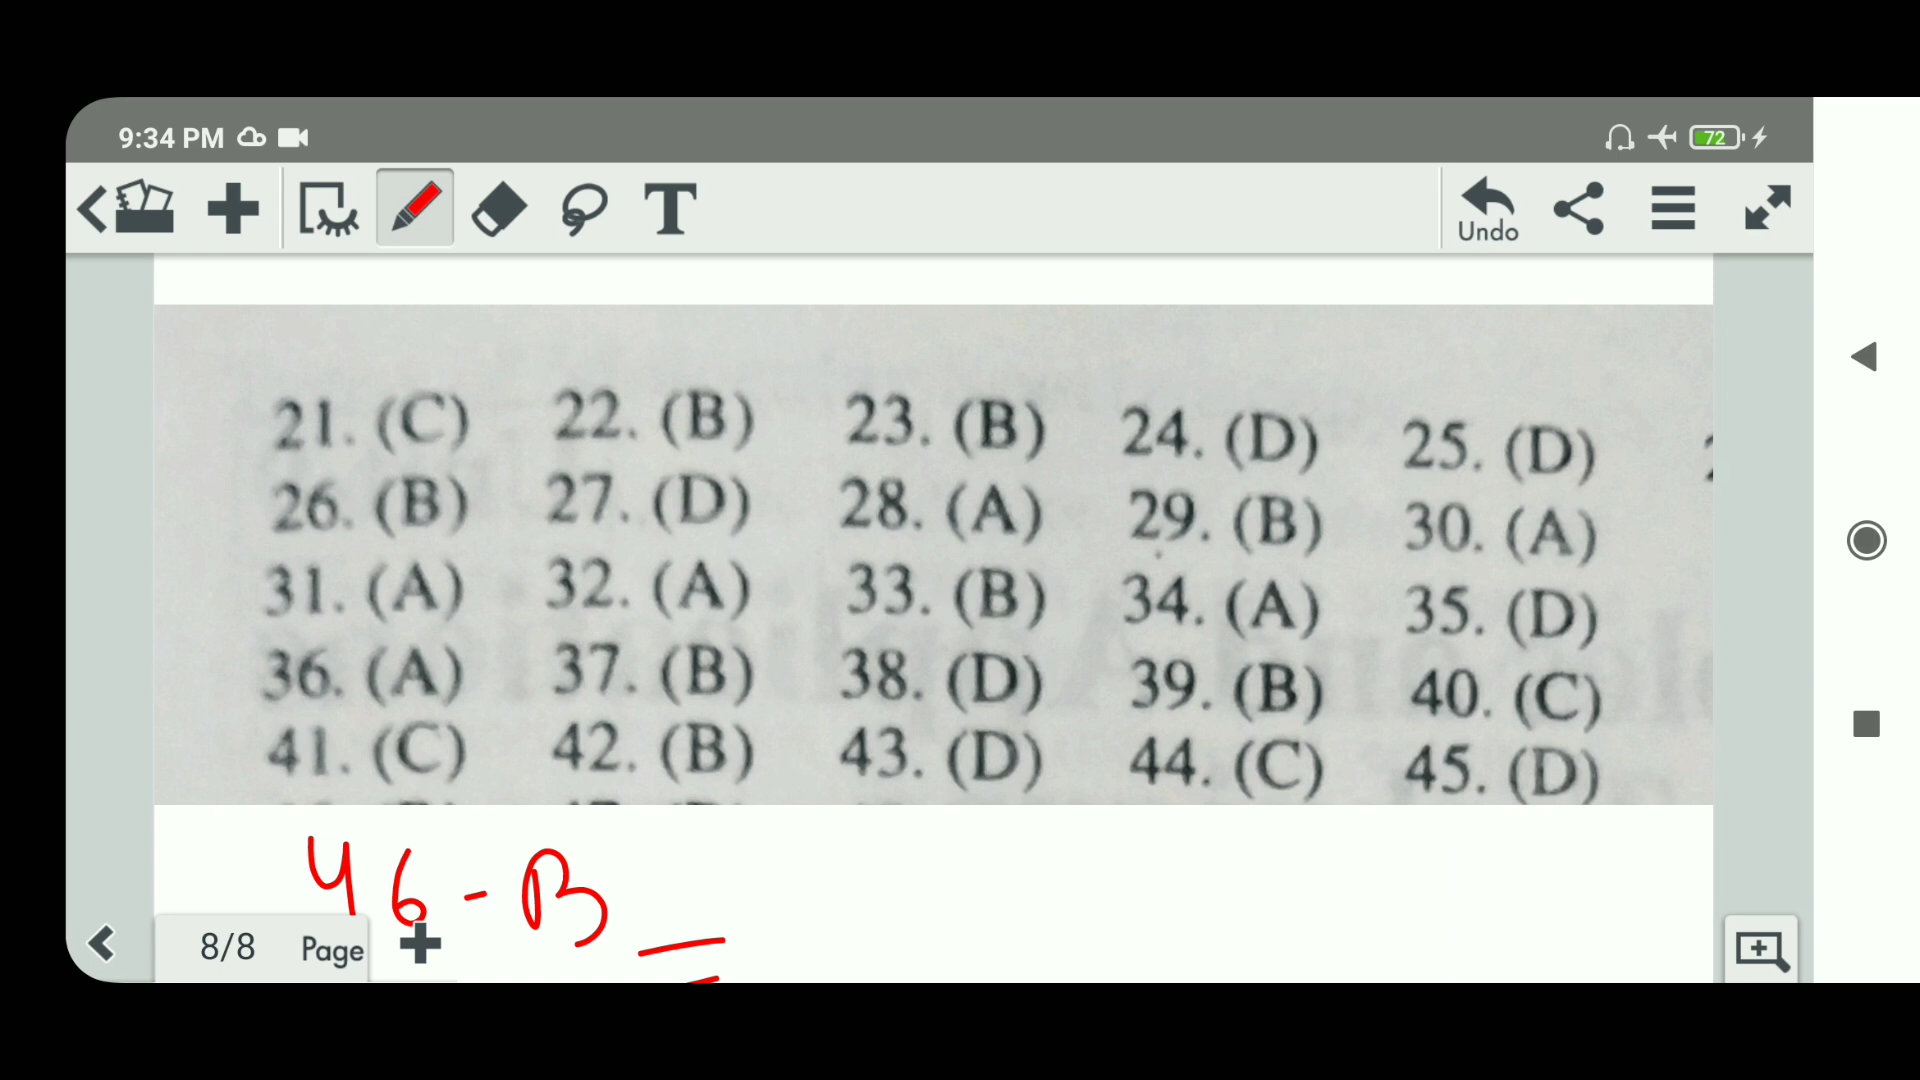 9:34 PM 72
T Undo
21. (C) 22. (B) 23. (B) 24. (D) 25. (D)
26. (B) 27. (D) 28. (A) 29. (B) 30. (A)
31. (A) 32. (A) 33. (B) 34. (A) 35. (D)
36. (A) 37. (B) 38. (D) 39. (B) 40. (C)
41. (C) 42. (B) 43. (D) 44. (C) 45. (D)
46 - B
8/8 Page